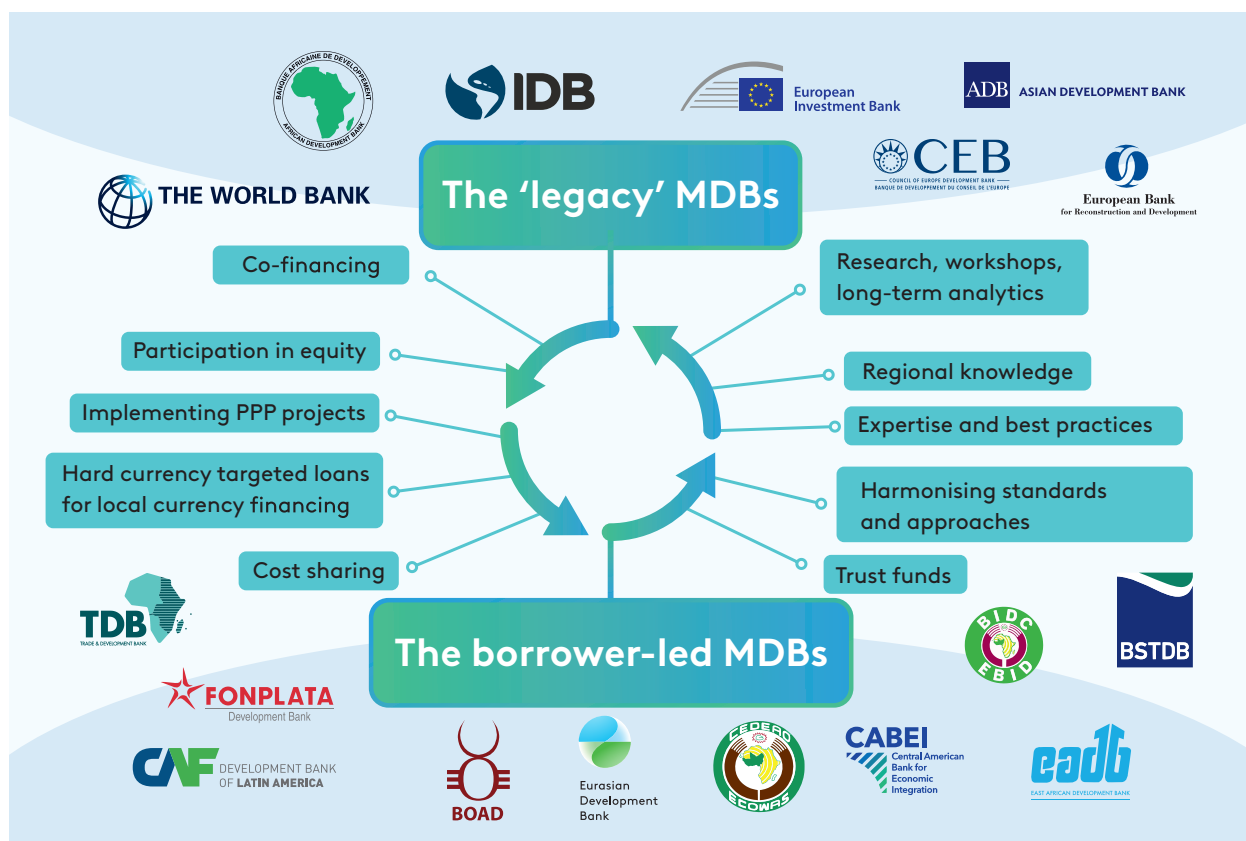 BANQUE AFRICAINE DE DEVELOPPEMENT
AFRICAN DEVELOPMENT BANK
IDB
European
Investment Bank
ADB
ASIAN DEVELOPMENT BANK
THE WORLD BANK
The ‘legacy’ MDBs
CEB
COUNCIL OF EUROPE DEVELOPMENT BANK
BANQUE DE DÉVELOPPEMENT DU CONSEIL DE L'EUROPE
European Bank
for Reconstruction and Development
Co-financing
Participation in equity
Implementing PPP projects
Hard currency targeted loans
for local currency financing
Cost sharing
Research, workshops,
long-term analytics
Regional knowledge
Expertise and best practices
Harmonising standards
and approaches
Trust funds
The borrower-led MDBs
TDB
TRADE & DEVELOPMENT BANK
FONPLATA
Development Bank
CAF
DEVELOPMENT BANK
OF LATIN AMERICA
BOAD
Eurasian
Development
Bank
CEDEAO
ECOWAS
CABEI
Central American
Bank for
Economic
Integration
BIDC
EBID
BSTDB
eadb
EAST AFRICAN DEVELOPMENT BANK